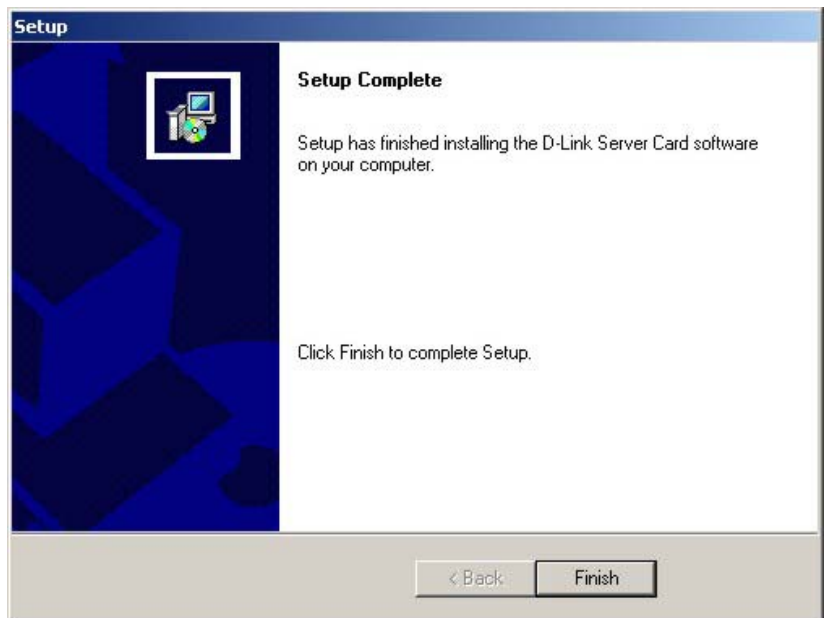 Setup
Setup Complete
Setup has finished installing the D-Link Server Card software
on your computer.
Click Finish to complete Setup.
< Back
Finish